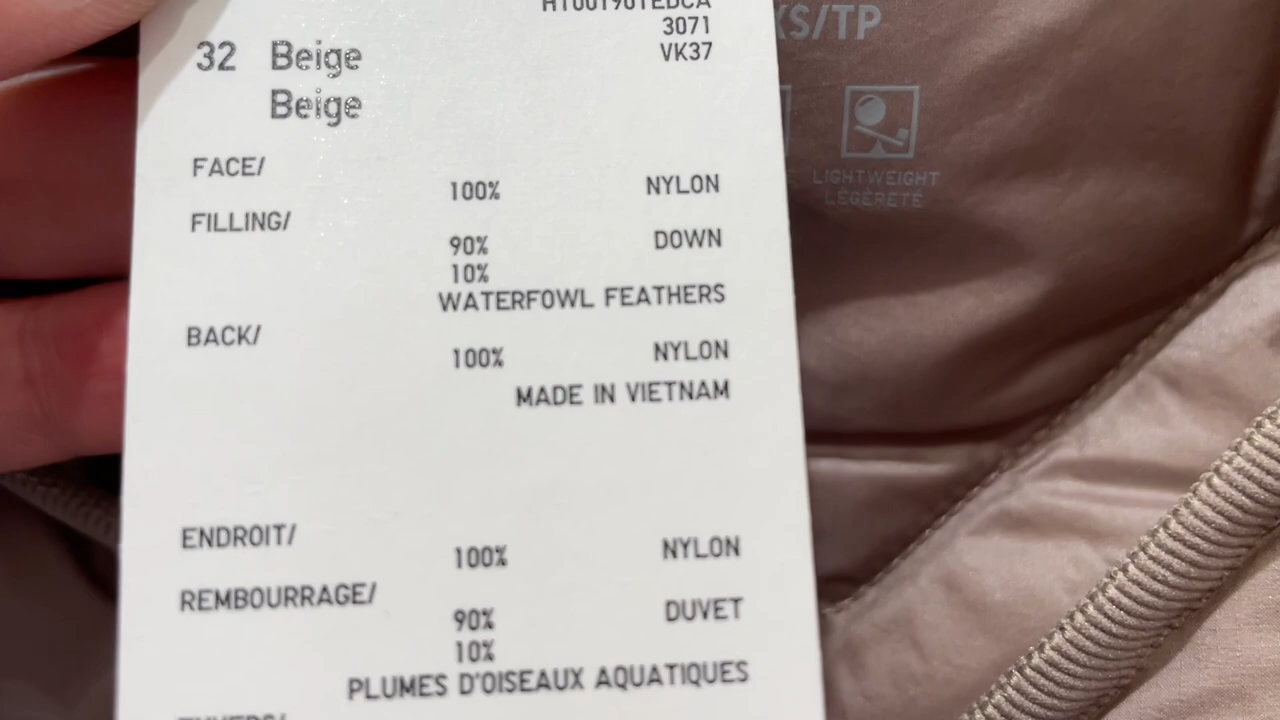 3071
32 Beige
VK37
Beige
FACE/
100% NYLON
FILLING/
90% DOWN
10%
WATERFOWL FEATHERS
BACK/
100% NYLON
MADE IN VIETNAM
ENDROIT/
100% NYLON
REMBOURRAGE/
90% DUVET
10%
PLUMES D'OISEAUX AQUATIQUES
XS/TP
LIGHTWEIGHT
LÉGÈRETÉ